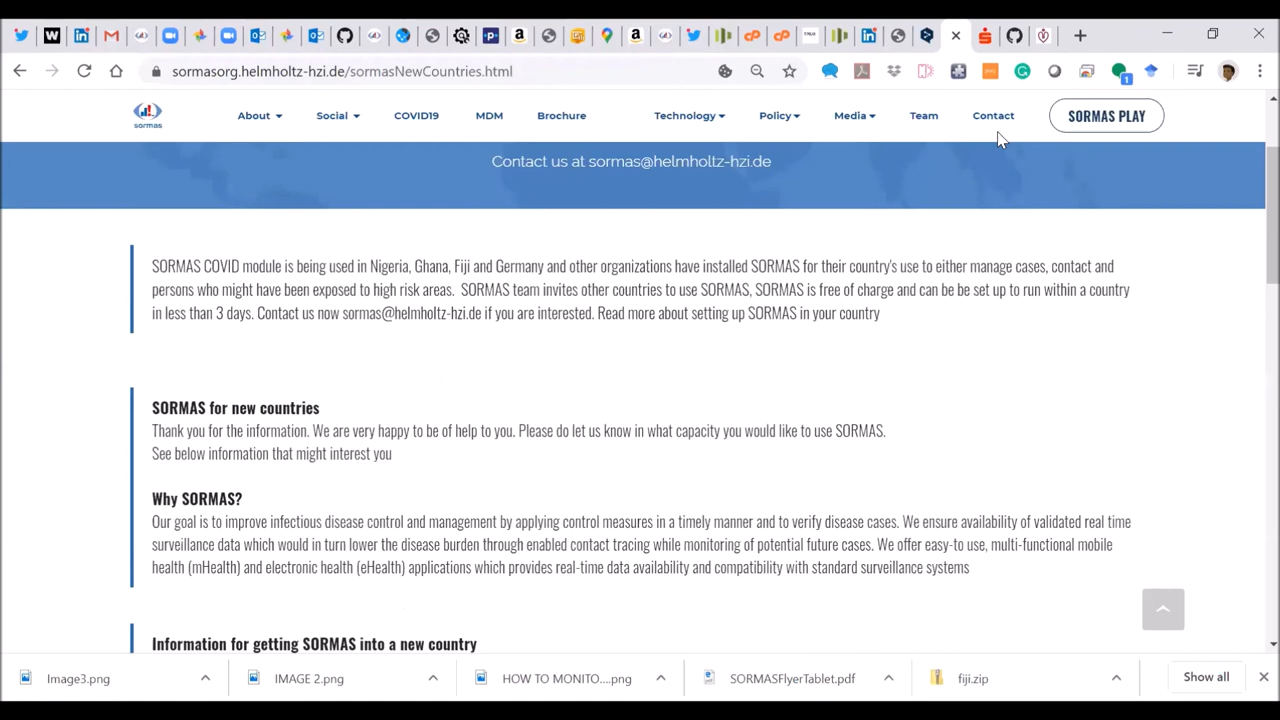 sormasorg.helmholtz-hzi.de/sormasNewCountries.html
sormas
About
Social
COVID19
MDM
Brochure
Technology
Policy
Media
Team
Contact
SORMAS PLAY
Contact us at sormas@helmholtz-hzi.de
SORMAS COVID module is being used in Nigeria, Ghana, Fiji and Germany and other organizations have installed SORMAS for their country's use to either manage cases, contact and
persons who might have been exposed to high risk areas. SORMAS team invites other countries to use SORMAS, SORMAS is free of charge and can be be set up to run within a country
in less than 3 days. Contact us now sormas@helmholtz-hzi.de if you are interested. Read more about setting up SORMAS in your country
SORMAS for new countries
Thank you for the information. We are very happy to be of help to you. Please do let us know in what capacity you would like to use SORMAS.
See below information that might interest you
Why SORMAS?
Our goal is to improve infectious disease control and management by applying control measures in a timely manner and to verify disease cases. We ensure availability of validated real time
surveillance data which would in turn lower the disease burden through enabled contact tracing while monitoring of potential future cases. We offer easy-to use, multi-functional mobile
health (mHealth) and electronic health (eHealth) applications which provides real-time data availability and compatibility with standard surveillance systems
Information for getting SORMAS into a new country
Image3.png
IMAGE 2.png
HOW TO MONITO....png
SORMASFlyerTablet.pdf
fiji.zip
Show all